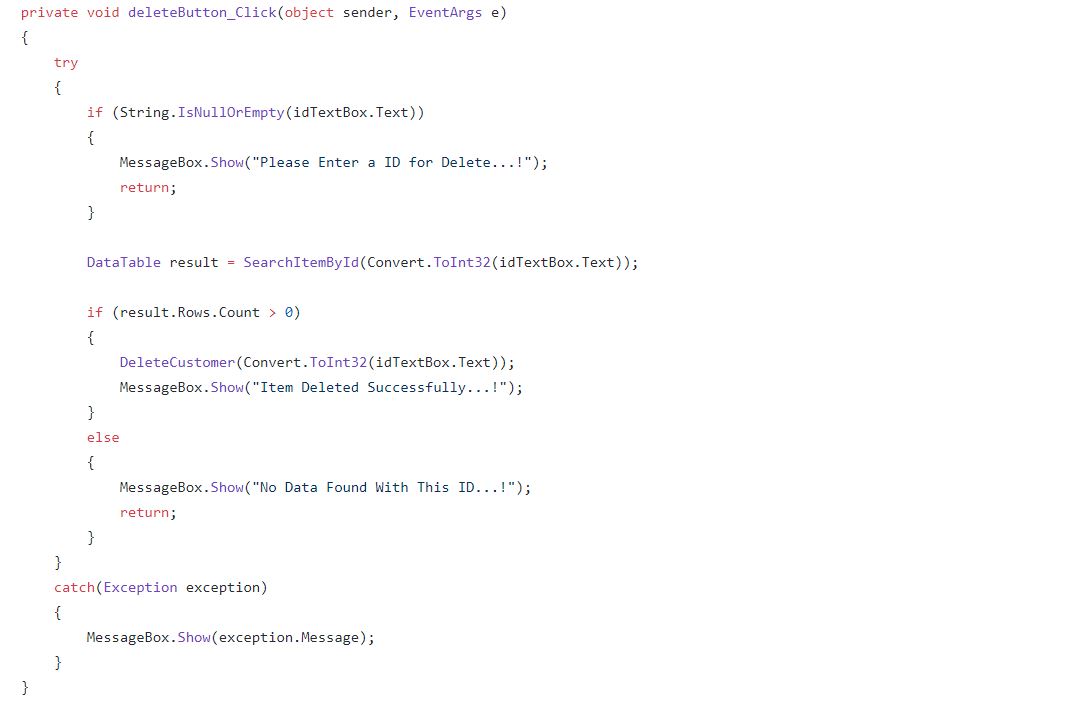 private void deleteButton_Click(object sender, EventArgs e)
{
    try
    {
        if (String.IsNullOrEmpty(idTextBox.Text))
        {
            MessageBox.Show("Please Enter a ID for Delete...!");
            return;
        }

        DataTable result = SearchItemById(Convert.ToInt32(idTextBox.Text));

        if (result.Rows.Count > 0)
        {
            DeleteCustomer(Convert.ToInt32(idTextBox.Text));
            MessageBox.Show("Item Deleted Successfully...!");
        }
        else
        {
            MessageBox.Show("No Data Found With This ID...!");
            return;
        }
    }
    catch(Exception exception)
    {
        MessageBox.Show(exception.Message);
    }
}